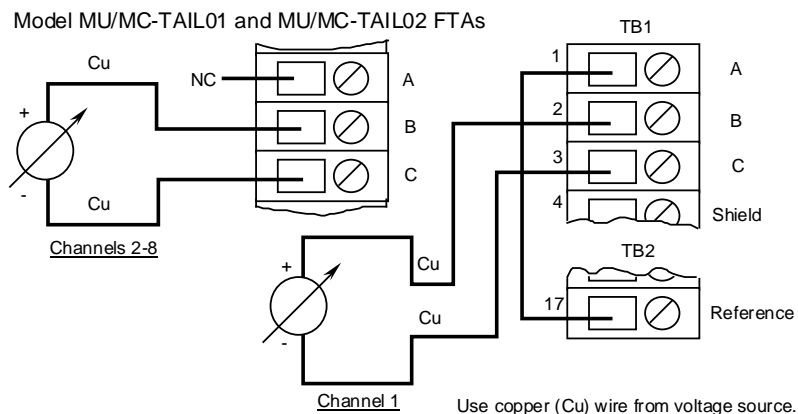 Model MU/MC-TAIL01 and MU/MC-TAIL02 FTAs
TB1
Cu
NC
A
1
A
+
B
2
B
-
C
3
C
Cu
4
Shield
Channels 2-8
TB2
+
Cu
Cu
17
Reference
-
Channel 1
Use copper (Cu) wire from voltage source.